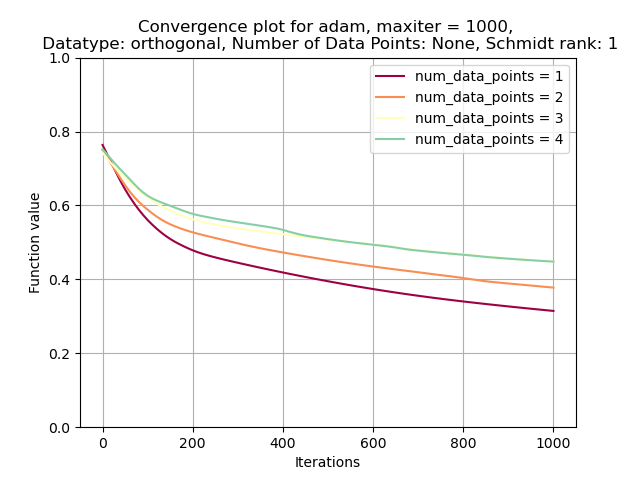 Convergence plot for adam, maxiter = 1000,
Datatype: orthogonal, Number of Data Points: None, Schmidt rank: 1
1.0
0.8
0.6
0.4
0.2
0.0
Function value
num_data_points = 1
num_data_points = 2
num_data_points = 3
num_data_points = 4
0 200 400 600 800 1000
Iterations